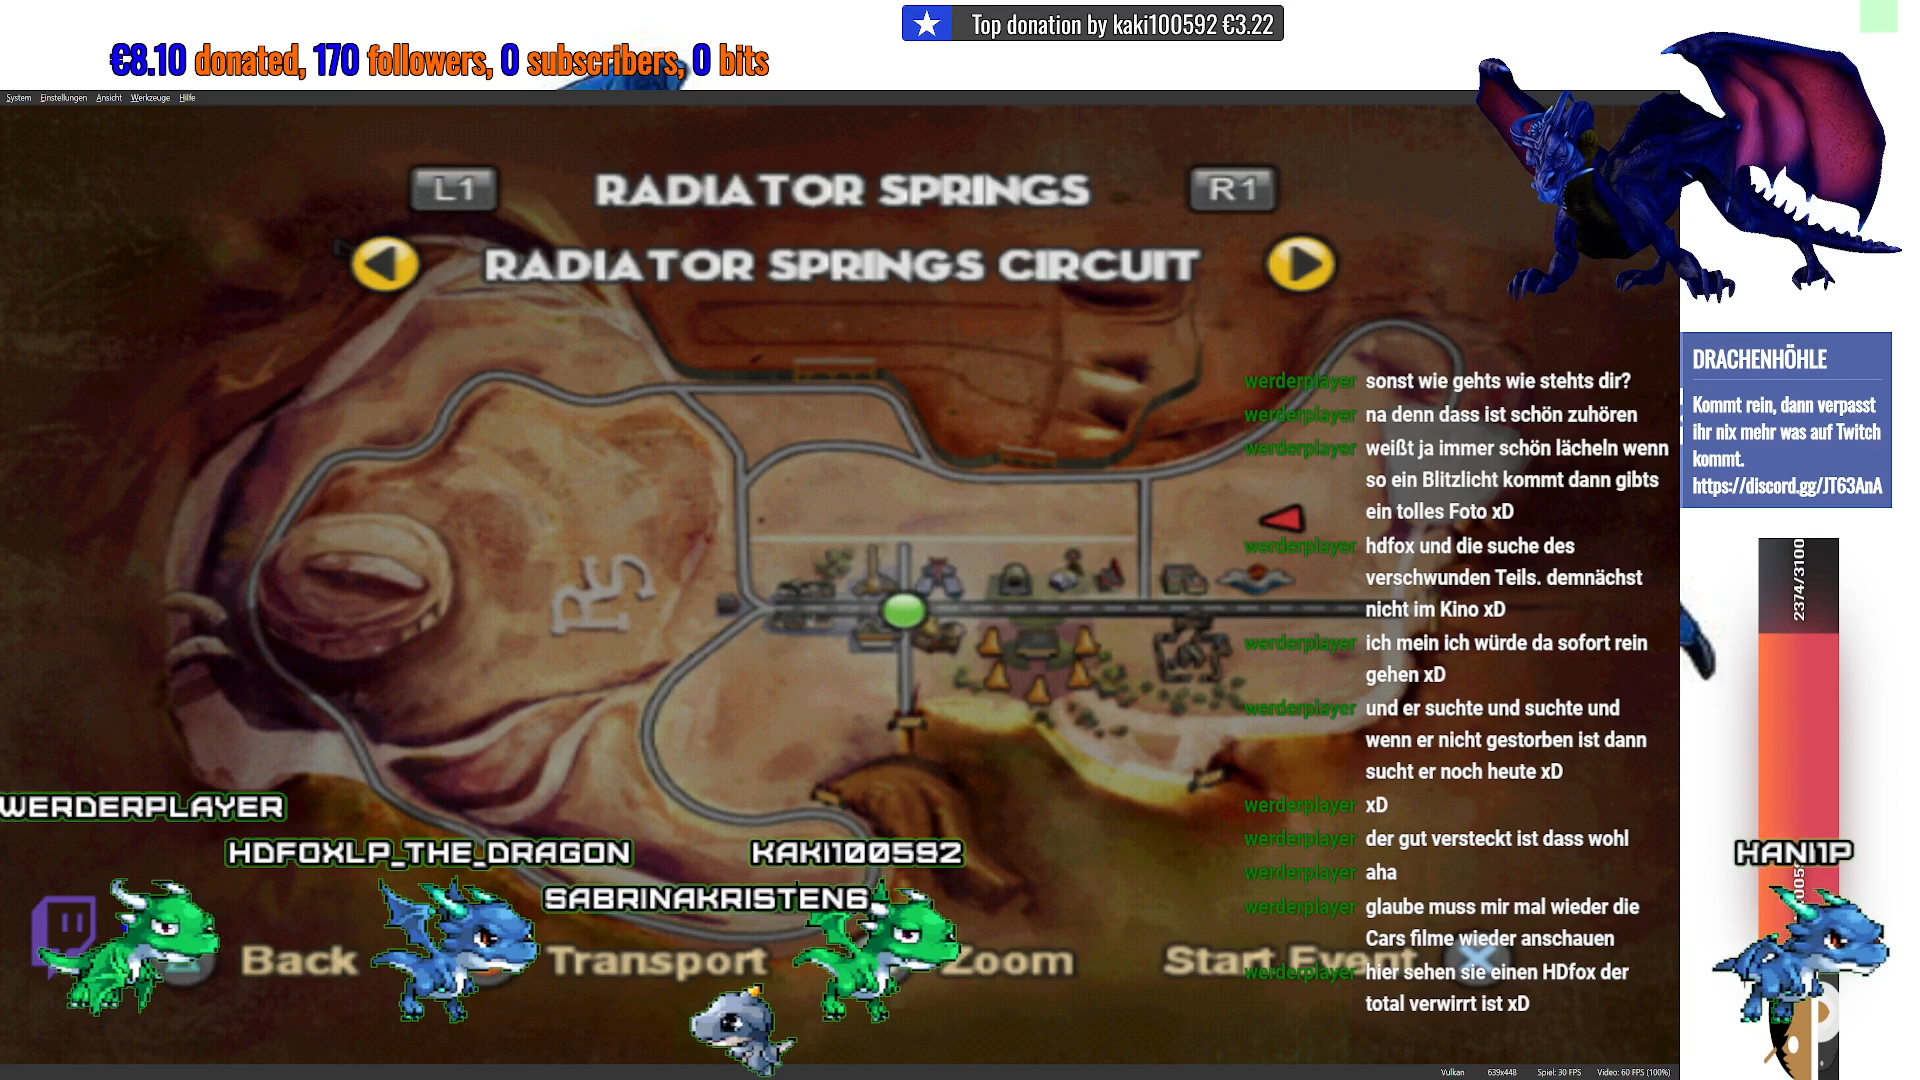 Top donation by kaki100592 €3.22
€8.10 donated, 170 followers, 0 subscribers, 0 bits
System Einstellungen Ansicht Werkzeuge Hilfe
L1 RADIATOR SPRINGS R1
RADIATOR SPRINGS CIRCUIT
DRACHENHÖHLE
Kommt rein, dann verpasst
ihr nix mehr was auf Twitch
kommt.
https://discord.gg/JT63AnA
werderplayer sonst wie gehts wie stehts dir?
werderplayer na denn dass ist schön zuhören
werderplayer weißt ja immer schön lächeln wenn
so ein Blitzlicht kommt dann gibts
ein tolles Foto xD
werderplayer hdfox und die suche des
verschwunden Teils. demnächst
nicht im Kino xD
werderplayer ich mein ich würde da sofort rein
gehen xD
werderplayer und er suchte und suchte und
wenn er nicht gestorben ist dann
sucht er noch heute xD
werderplayer xD
werderplayer der gut versteckt ist dass wohl
werderplayer aha
werderplayer glaube muss mir mal wieder die
Cars filme wieder anschauen
werderplayer hier sehen sie einen HDfox der
total verwirrt ist xD
RS
2374/3100
WERDERPLAYER
HDFOXLP_THE_DRAGON
KAKI100592
SABRINAKRISTEN6
HANI1P
Back Transport Zoom Start Event
Vulkan 639x448 Spiel: 30 FPS Video: 60 FPS (100%)